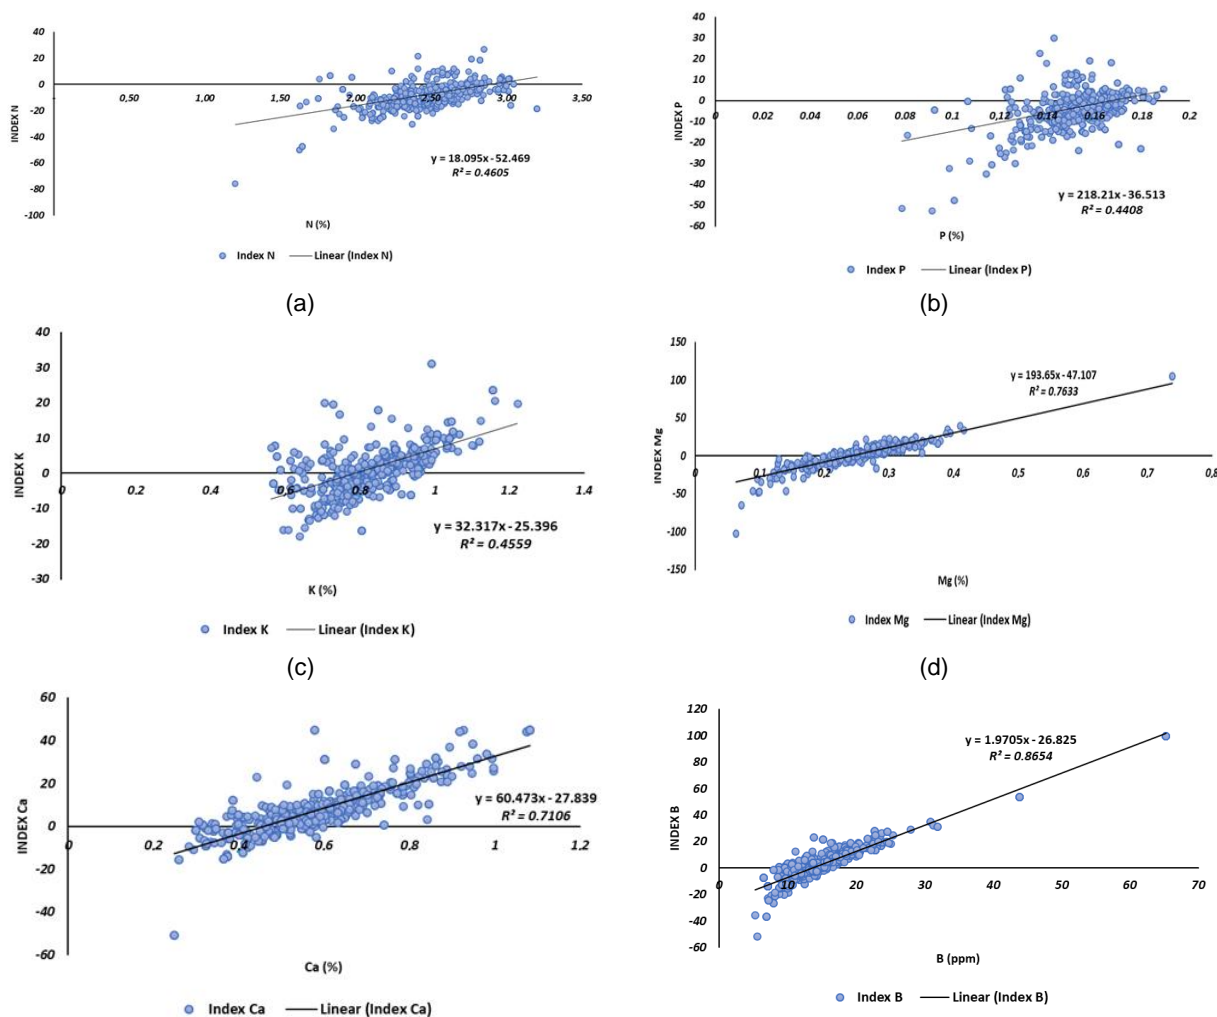 40
20
0
-20
-40
-60
-80
-100
INDEX N
0,50
1,00
1,50
2.00
2.50
3.00
3,50
y = 18.095x - 52.469
R² = 0.4605
N (%)
Index N
Linear (Index N)
(a)
40
30
20
10
0
-10
-20
-30
-40
-50
-60
INDEX P
0
0.02
0.04
0.06
0.08
0.1
0.12
0.14
0.16
0.18
0.2
y = 218.21x - 36.513
R² = 0.4408
P (%)
Index P
Linear (Index P)
(b)
40
30
20
10
0
-10
-20
-30
INDEX K
0
0.2
0.4
0.6
0.8
1
1.2
1.4
y = 32.317x - 25.396
R² = 0.4559
K (%)
Index K
Linear (Index K)
(c)
150
100
50
0
-50
-100
-150
INDEX Mg
0
0,1
0,2
0,3
0,4
0,5
0,6
0,7
0,8
y = 193.65x - 47.107
R² = 0.7633
Mg (%)
Index Mg
Linear (Index Mg)
(d)
60
40
20
0
-20
-40
-60
INDEX Ca
0
0.2
0.4
0.6
0.8
1
1.2
y = 60.473x - 27.839
R² = 0.7106
Ca (%)
Index Ca
Linear (Index Ca)
120
100
80
60
40
20
0
-20
-40
-60
INDEX B
0
10
20
30
40
50
60
70
y = 1.9705x - 26.825
R² = 0.8654
B (ppm)
Index B
Linear (Index B)